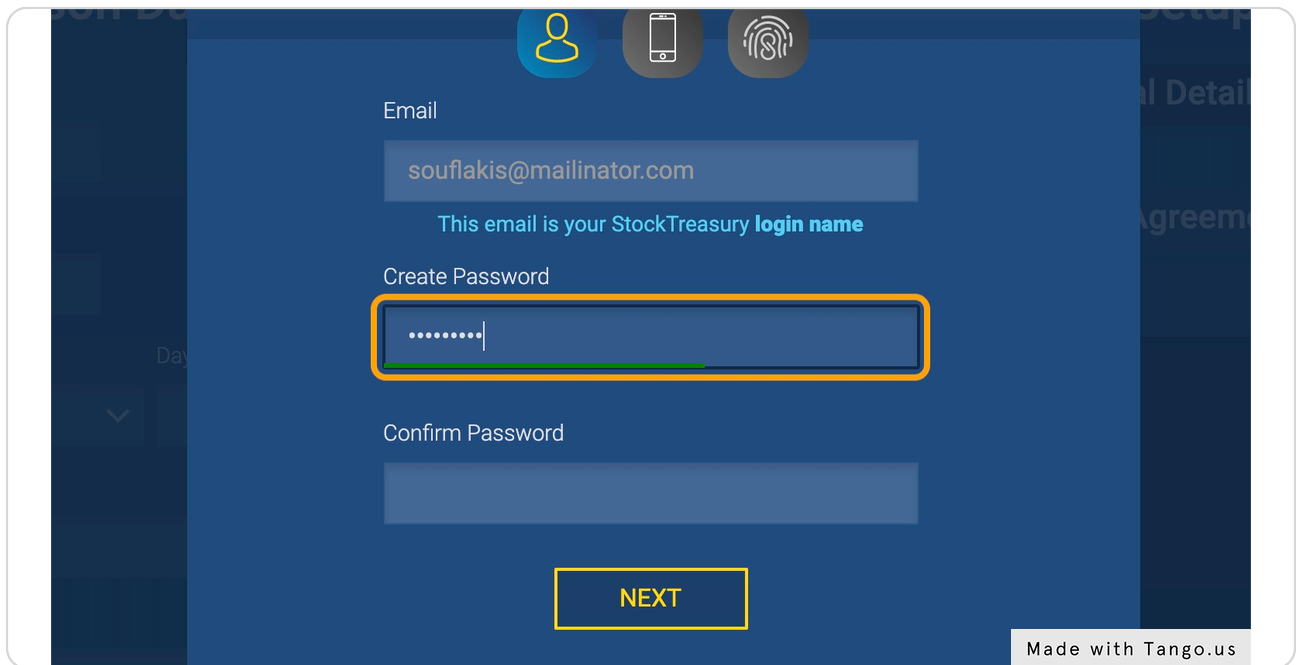 Email
souflakis@mailinator.com
This email is your StockTreasury login name
Create Password
•••••••••
Day
Confirm Password
NEXT
Made with Tango.us